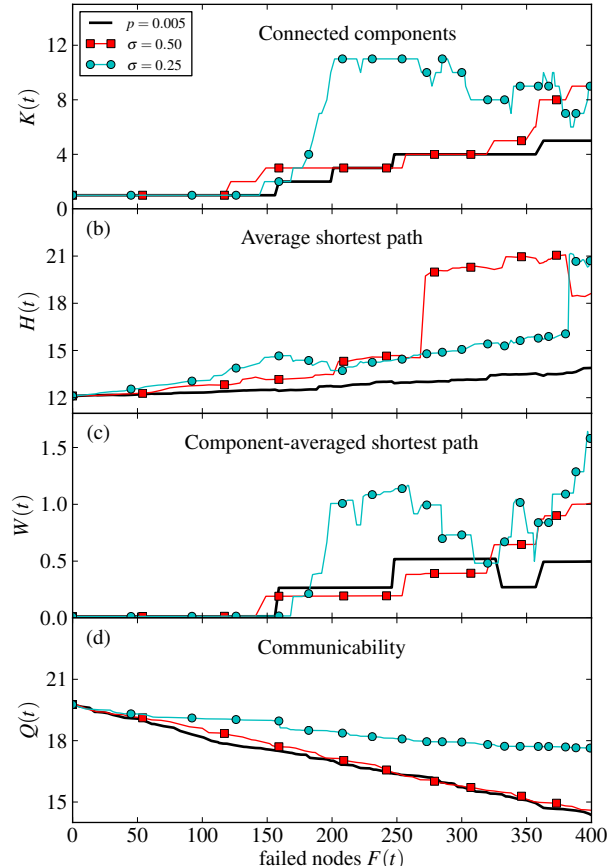 p = 0.005
σ = 0.50
σ = 0.25
Connected components
K(t)
12
8
4
0
(b)
Average shortest path
H(t)
21
18
15
12
(c)
Component-averaged shortest path
W(t)
1.5
1.0
0.5
0.0
(d)
Communicability
Q(t)
21
18
15
0 50 100 150 200 250 300 350 400
failed nodes F(t)